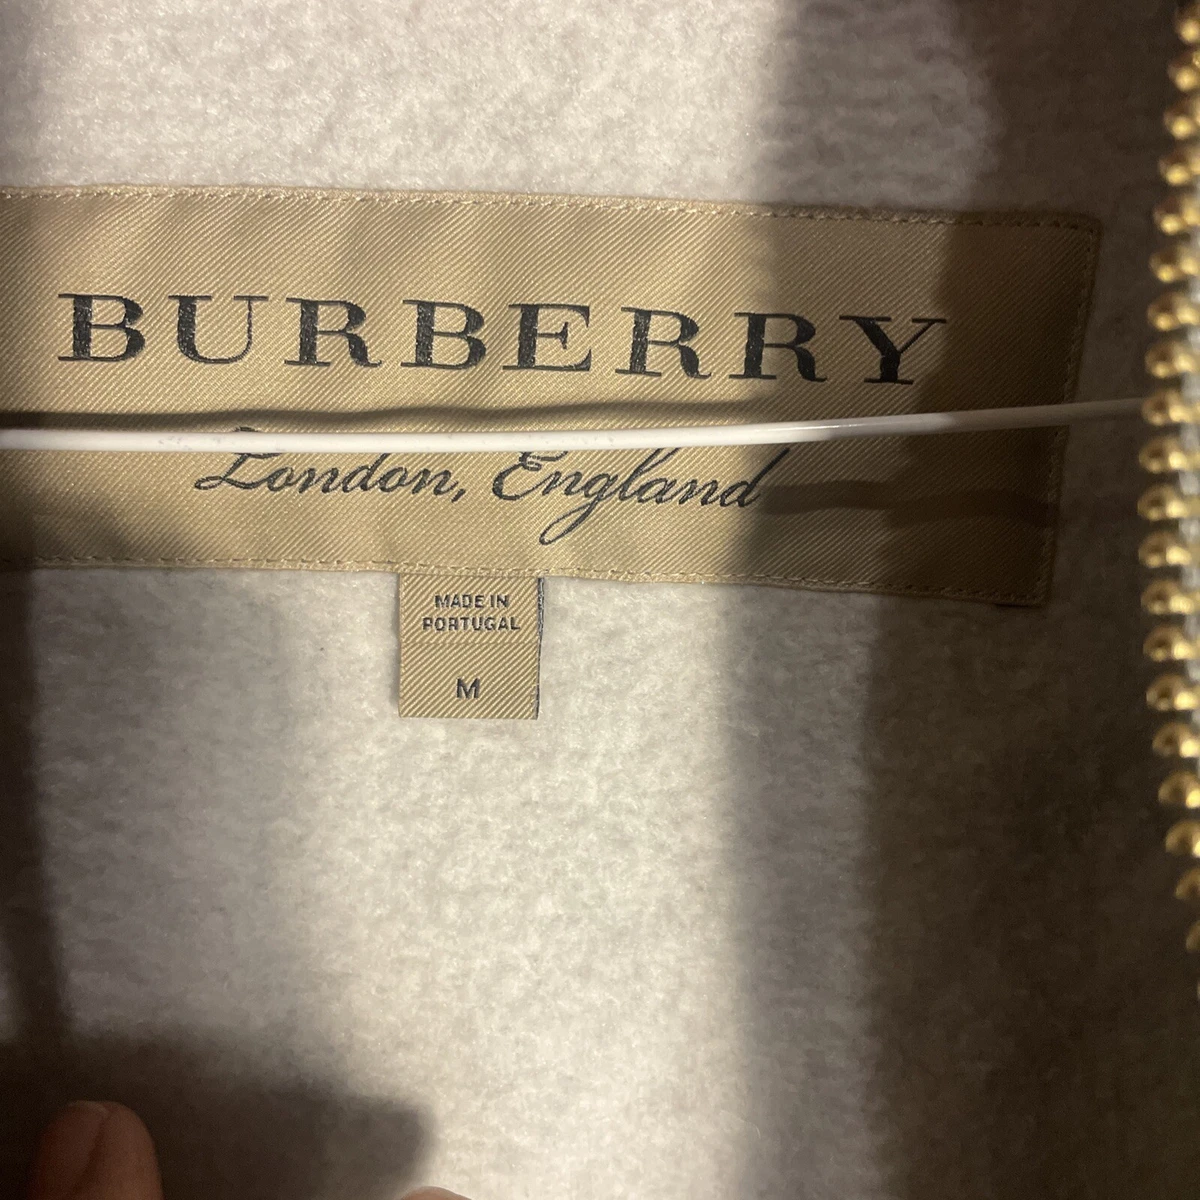 BURBERRY
London, England
MADE IN
PORTUGAL
M